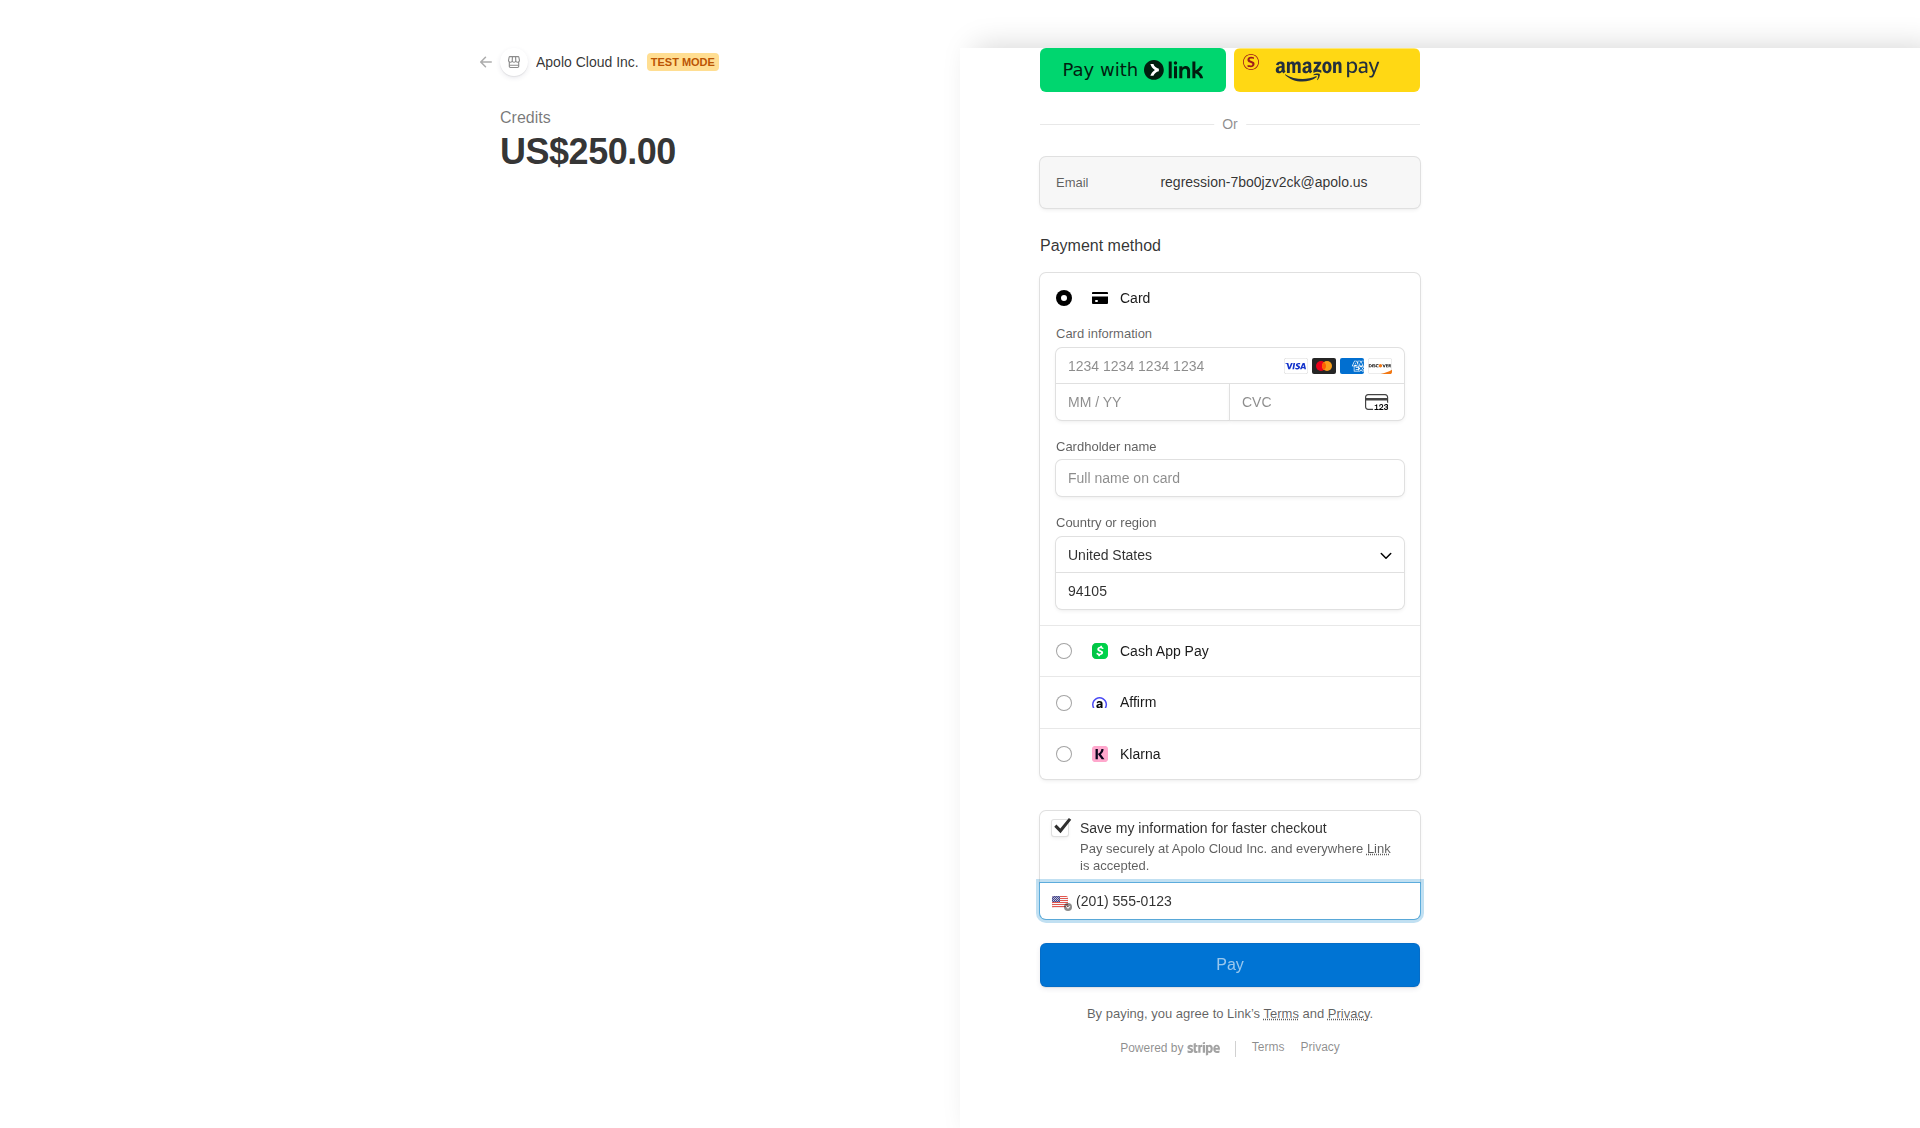 Apolo Cloud Inc. TEST MODE
Credits
US$250.00
Pay with link
S amazon pay
Or
Email regression-7bo0jzv2ck@apolo.us
Payment method
Card
Card information
1234 1234 1234 1234 VISA AMEX DISCOVER
MM / YY CVC 123
Cardholder name
Full name on card
Country or region
United States
94105
$ Cash App Pay
a Affirm
K Klarna
Save my information for faster checkout
Pay securely at Apolo Cloud Inc. and everywhere Link
is accepted.
(201) 555-0123
Pay
By paying, you agree to Link’s Terms and Privacy.
Powered by stripe Terms Privacy